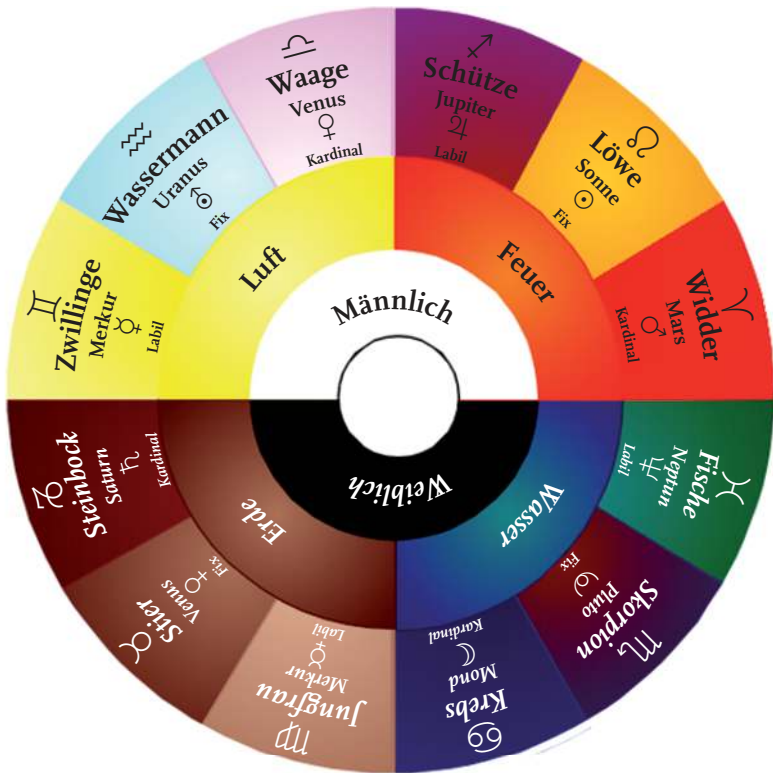 ♎
Waage
Venus
♀
Kardinal
♐
Schütze
Jupiter
♃
Labil
♌
Löwe
Sonne
☉
Fix
♈
Widder
Mars
♂
Kardinal
♓
Fische
Neptun
♆
Labil
♏
Skorpion
Pluto
Fix
♋
Krebs
Mond
☾
Kardinal
♍
Jungfrau
Merkur
☿
Labil
♉
Stier
Venus
♀
Fix
♑
Steinbock
Saturn
♄
Kardinal
♊
Zwillinge
Merkur
☿
Labil
♒
Wassermann
Uranus
⛢
Fix
Luft
Feuer
Wasser
Erde
Männlich
Weiblich